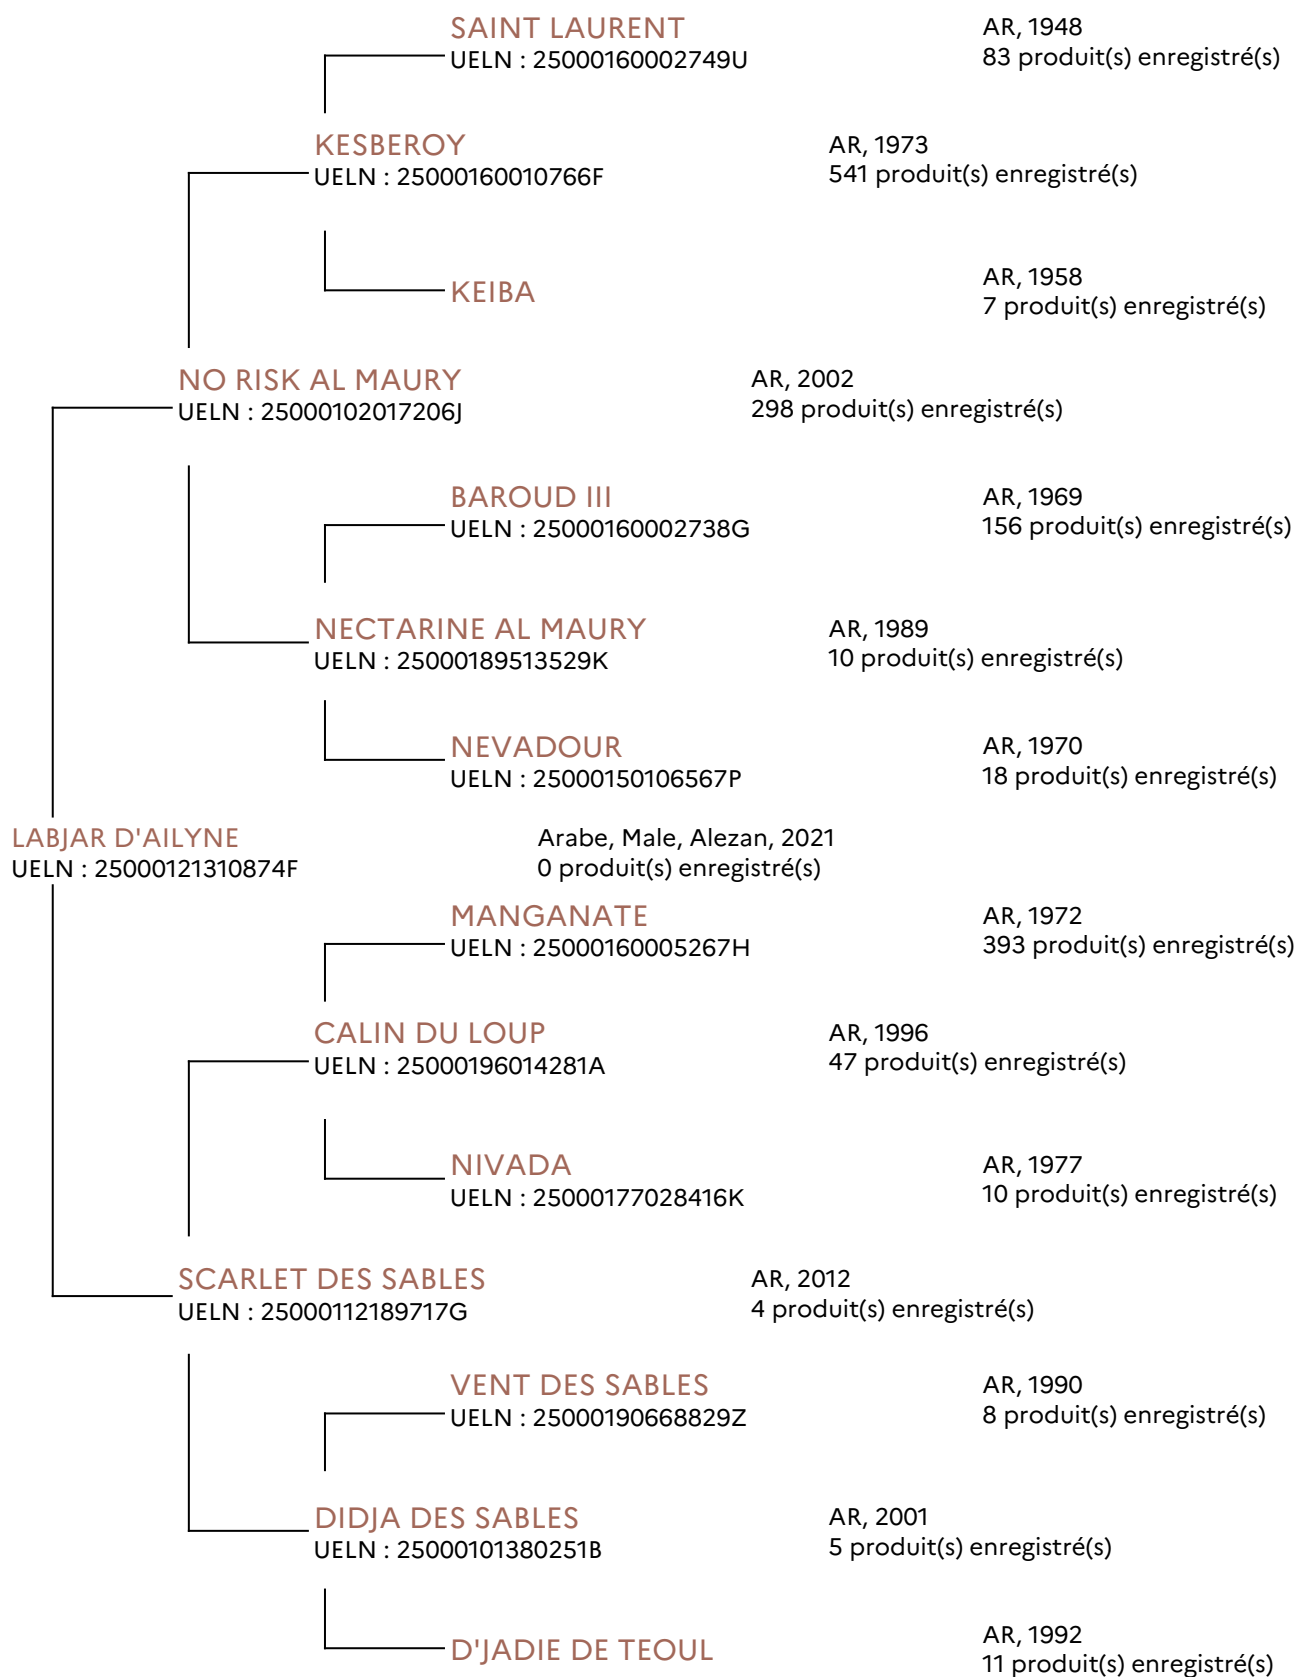 SAINT LAURENT
UELN : 25000160002749U
AR, 1948
83 produit(s) enregistré(s)
KESBEROY
UELN : 25000160010766F
AR, 1973
541 produit(s) enregistré(s)
KEIBA
AR, 1958
7 produit(s) enregistré(s)
NO RISK AL MAURY
UELN : 25000102017206J
AR, 2002
298 produit(s) enregistré(s)
BAROUD III
UELN : 25000160002738G
AR, 1969
156 produit(s) enregistré(s)
NECTARINE AL MAURY
UELN : 25000189513529K
AR, 1989
10 produit(s) enregistré(s)
NEVADOUR
UELN : 25000150106567P
AR, 1970
18 produit(s) enregistré(s)
LABJAR D'AILYNE
UELN : 25000121310874F
Arabe, Male, Alezan, 2021
0 produit(s) enregistré(s)
MANGANATE
UELN : 25000160005267H
AR, 1972
393 produit(s) enregistré(s)
CALIN DU LOUP
UELN : 25000196014281A
AR, 1996
47 produit(s) enregistré(s)
NIVADA
UELN : 25000177028416K
AR, 1977
10 produit(s) enregistré(s)
SCARLET DES SABLES
UELN : 25000112189717G
AR, 2012
4 produit(s) enregistré(s)
VENT DES SABLES
UELN : 25000190668829Z
AR, 1990
8 produit(s) enregistré(s)
DIDJA DES SABLES
UELN : 25000101380251B
AR, 2001
5 produit(s) enregistré(s)
D'JADIE DE TEOUL
AR, 1992
11 produit(s) enregistré(s)